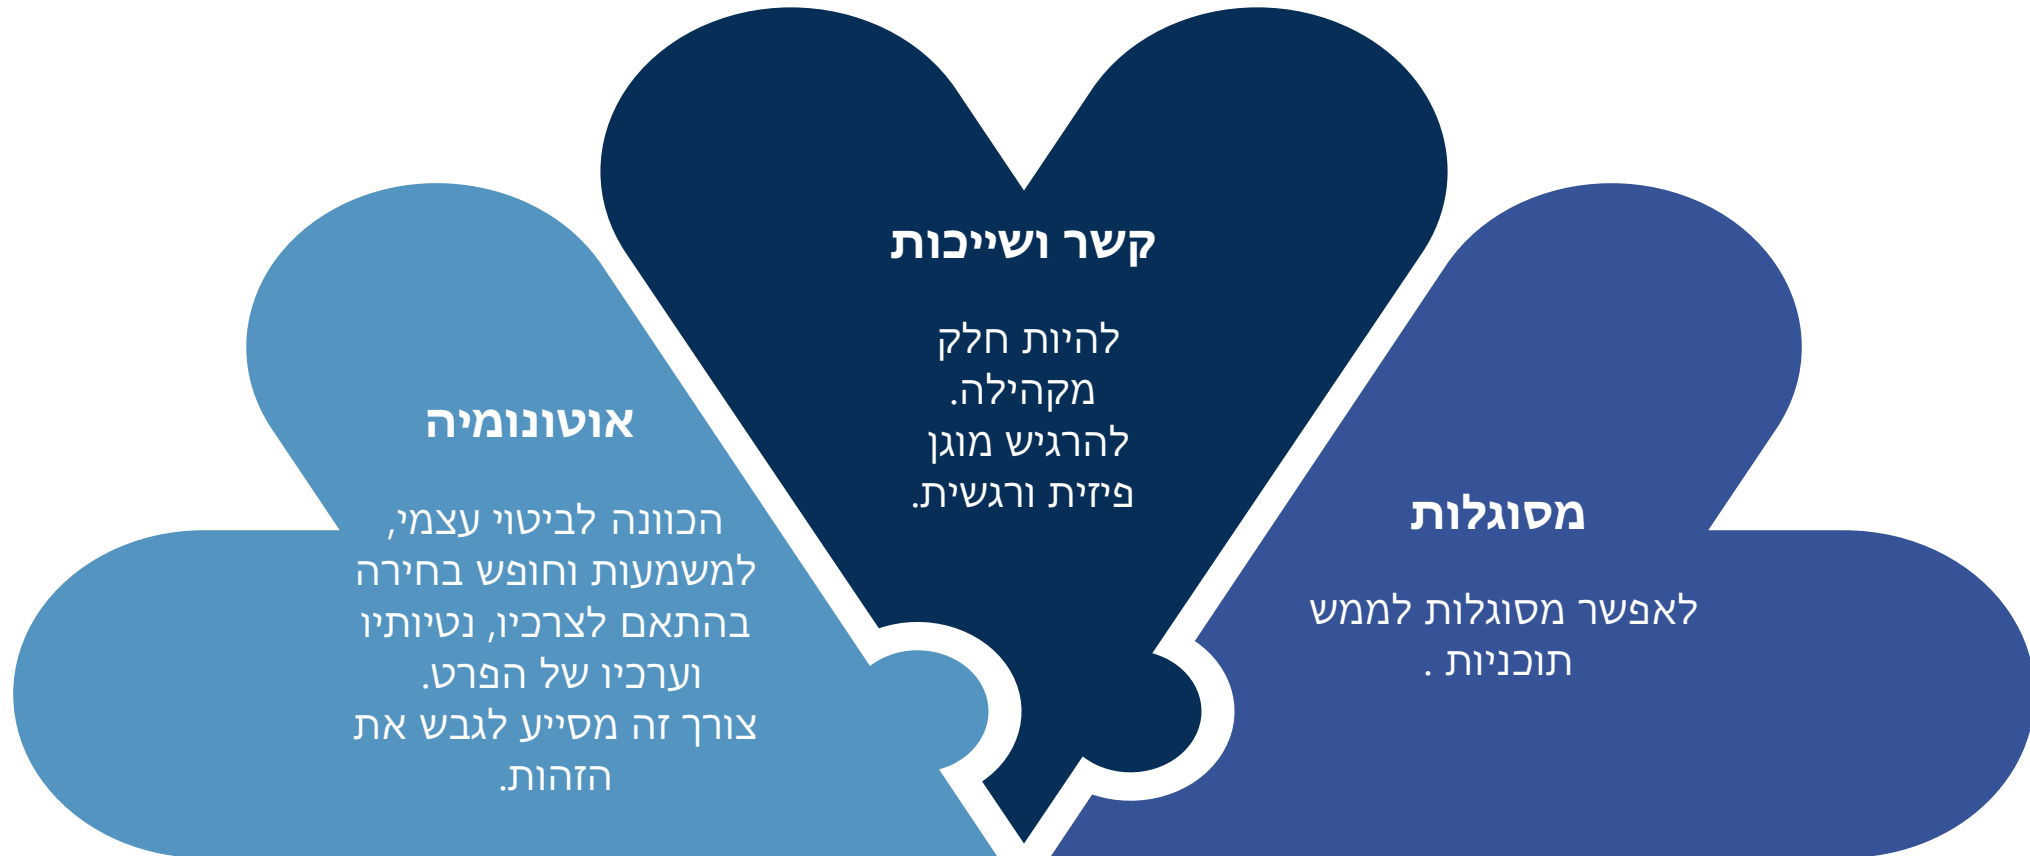 קשר ושייכות
להיות חלק
מקהילה.
להרגיש מוגן
פיזית ורגשית.
מסוגלות
לאפשר מסוגלות לממש
תוכניות .
אוטונומיה
הכוונה לביטוי עצמי,
למשמעות וחופש בחירה
בהתאם לצרכיו, נטיותיו
וערכיו של הפרט.
צורך זה מסייע לגבש את
הזהות.